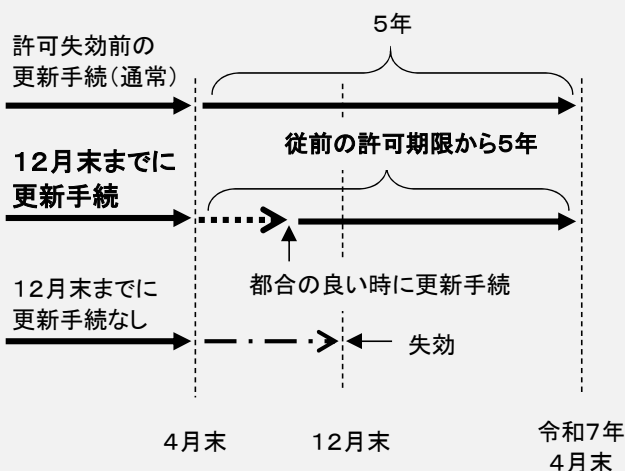 許可失効前の
更新手続(通常)
5年
12月末までに
更新手続
従前の許可期限から5年
都合の良い時に更新手続
12月末までに
更新手続なし
失効
4月末
12月末
令和7年
4月末